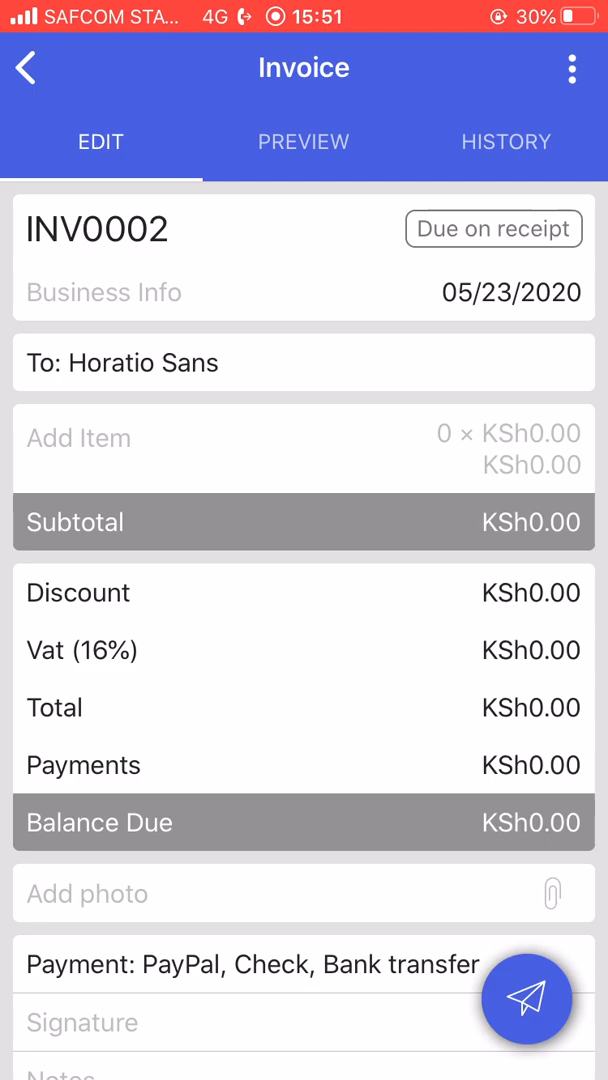 SAFCOM STA... 4G 15:51 30%
Invoice
EDIT PREVIEW HISTORY
INV0002 Due on receipt
Business Info 05/23/2020
To: Horatio Sans
Add Item 0 × KSh0.00
KSh0.00
Subtotal KSh0.00
Discount KSh0.00
Vat (16%) KSh0.00
Total KSh0.00
Payments KSh0.00
Balance Due KSh0.00
Add photo
Payment: PayPal, Check, Bank transfer
Signature
Notes